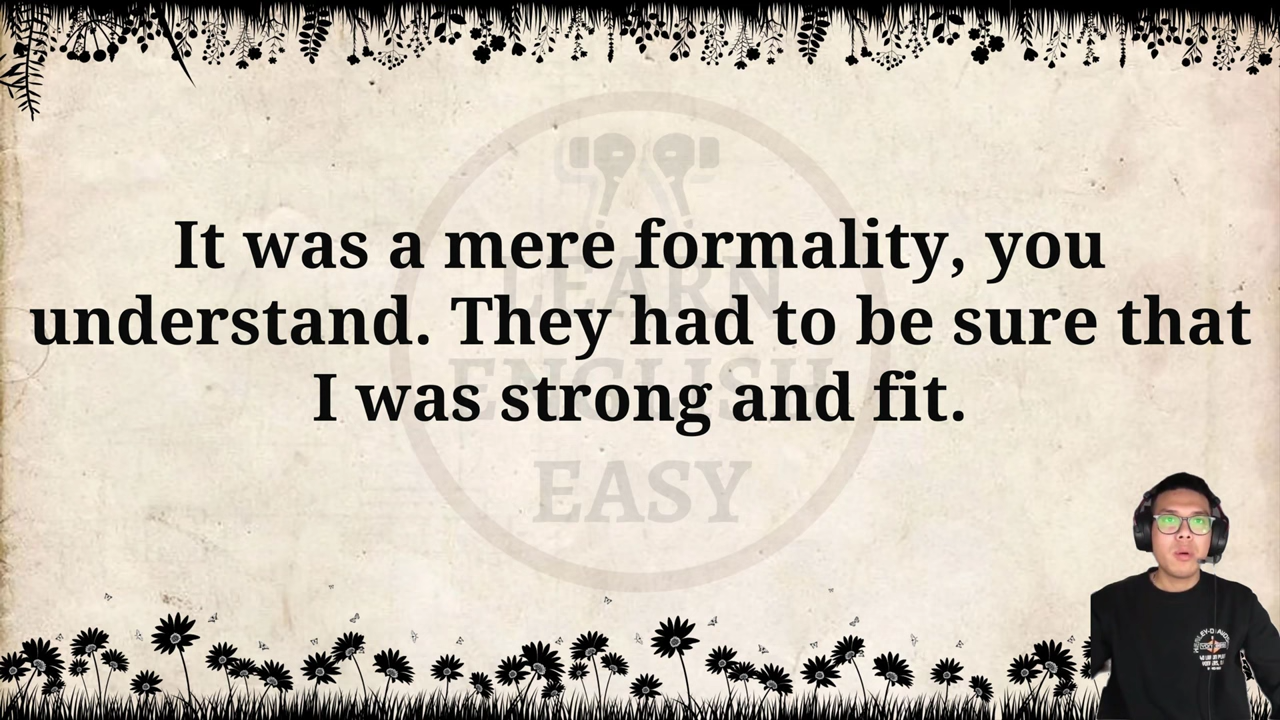 It was a mere formality, you
understand. They had to be sure that
I was strong and fit.
LEARN
ENGLISH
EASY